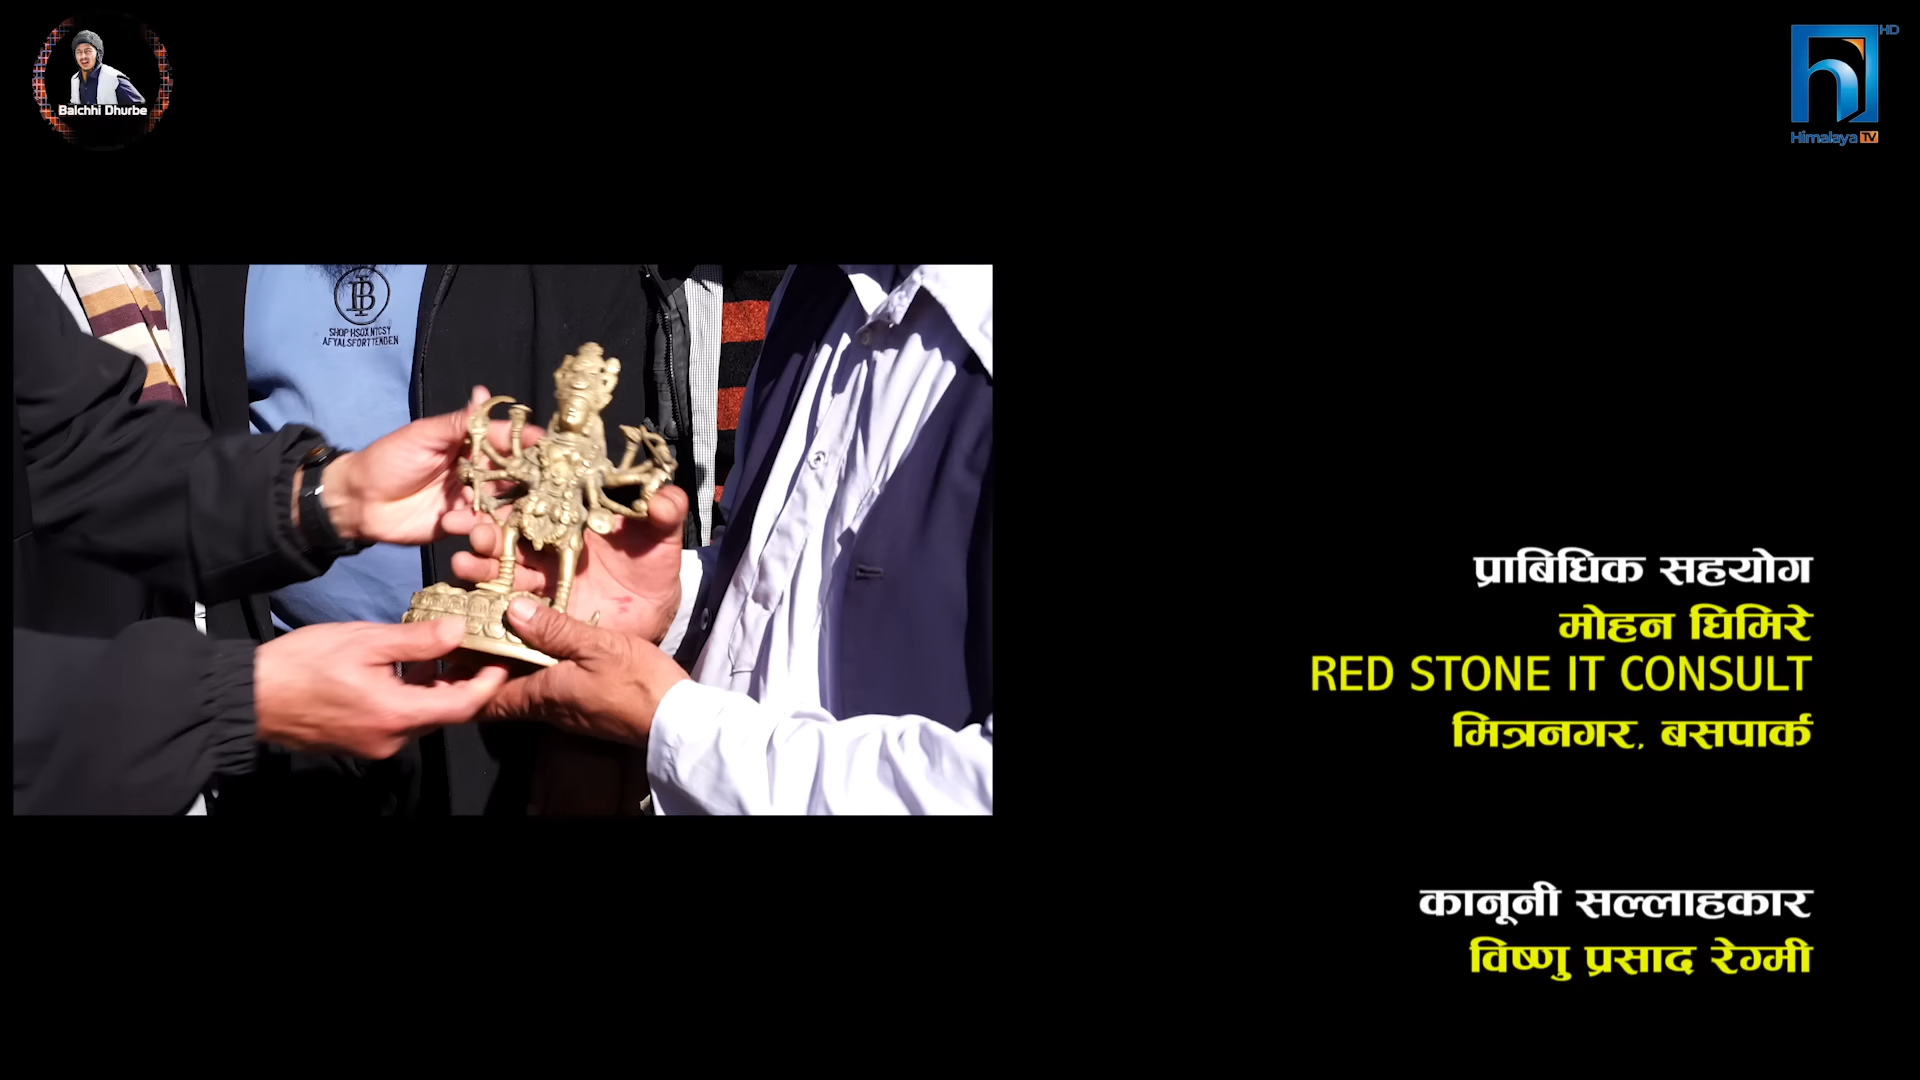 Balchhi Dhurbe
HD
Himalaya TV
SHOP HSOX NTGSY
AFYALSFORTTENDEN
प्राबिधिक सहयोग
मोहन घिमिरे
RED STONE IT CONSULT
मित्रनगर, बसपार्क
कानूनी सल्लाहकार
विष्णु प्रसाद रेग्मी